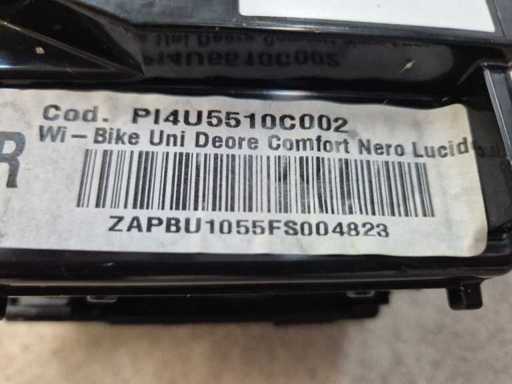 Cod. PI4U5510C002
Wi-Bike Uni Deore Comfort Nero Lucid
R
ZAPBU1055FS004823